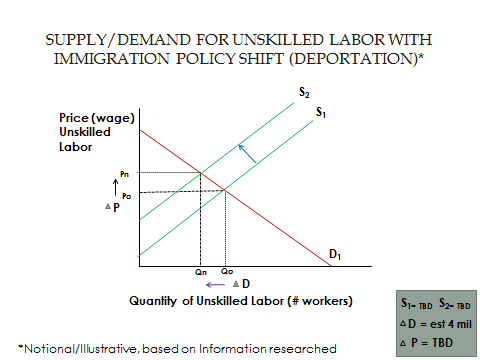 SUPPLY/DEMAND FOR UNSKILLED LABOR WITH
IMMIGRATION POLICY SHIFT (DEPORTATION)*
S2
S1
Price (wage)
Unskilled
Labor
Pn
Po
Δ P
D1
Qn Qo
Δ D
Quantity of Unskilled Labor (# workers)
S1- TBD S2- TBD
Δ D = est 4 mil
Δ P = TBD
*Notional/Illustrative, based on Information researched